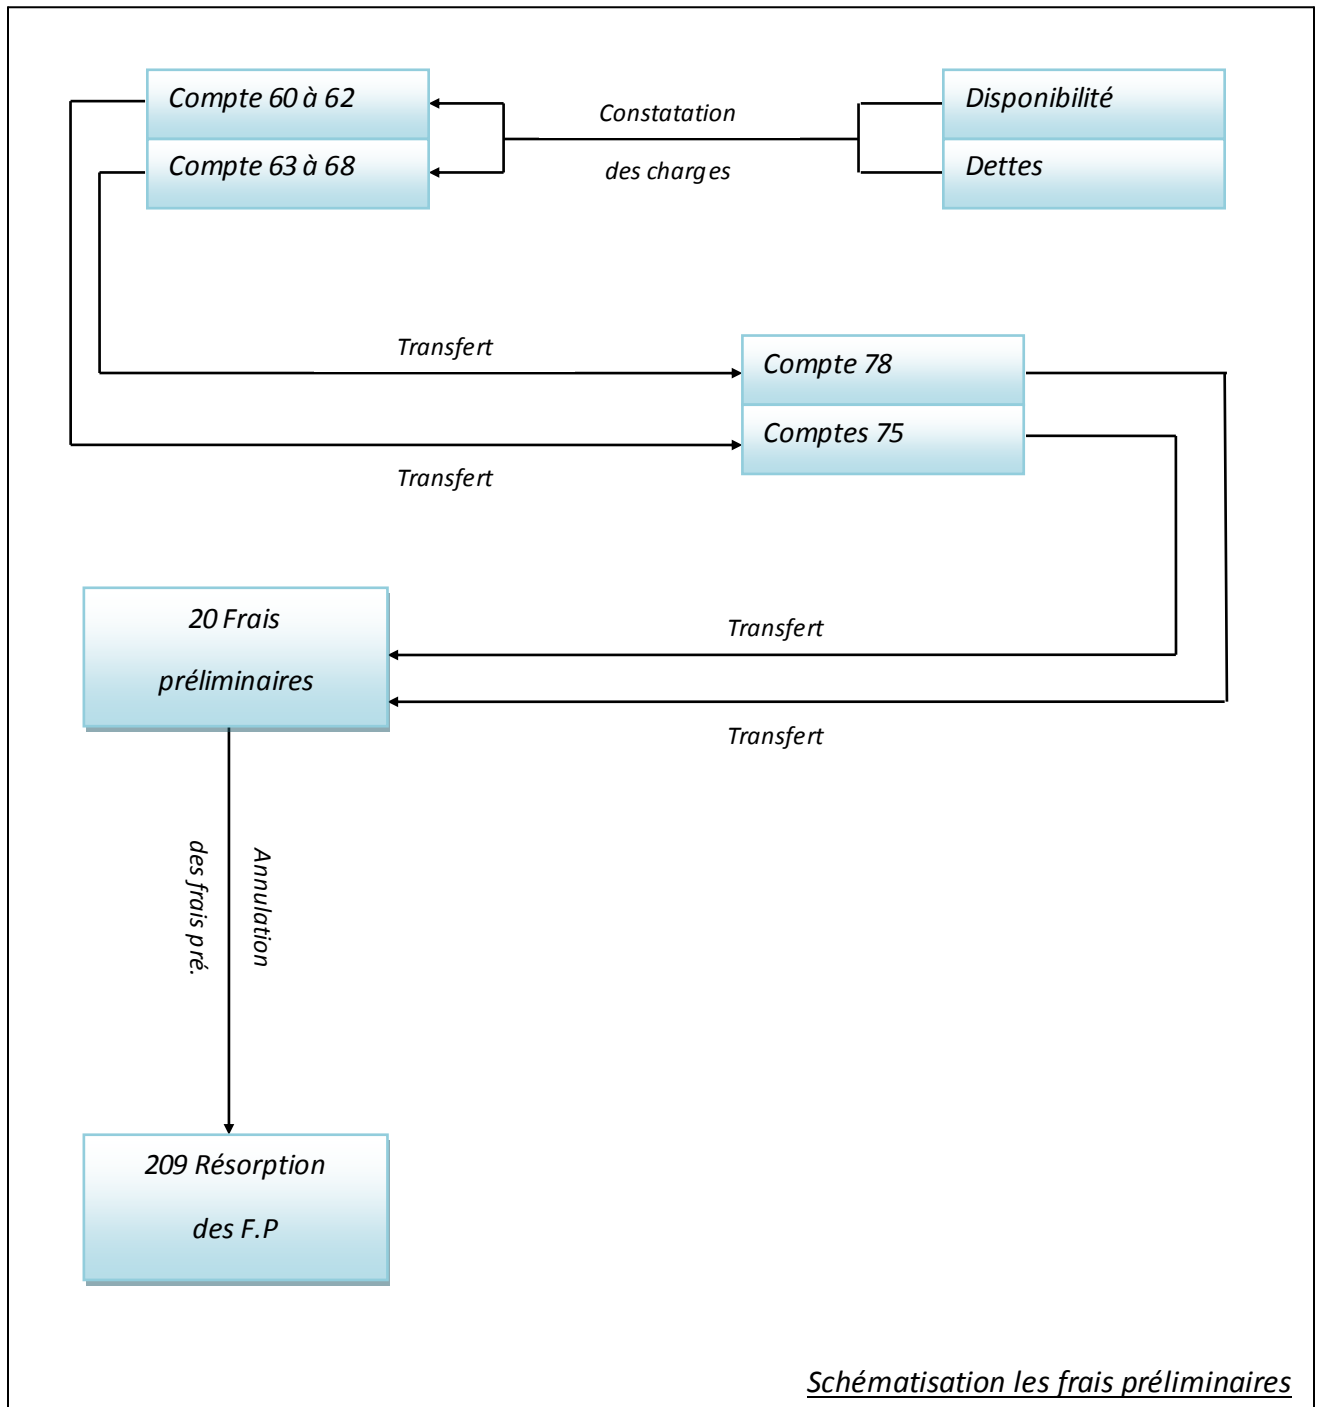 Compte 60 à 62
Compte 63 à 68
Constatation
des charges
Disponibilité
Dettes
Transfert
Transfert
Compte 78
Comptes 75
20 Frais
préliminaires
Transfert
Transfert
Annulation
des frais pré.
209 Résorption
des F.P
Schématisation les frais préliminaires